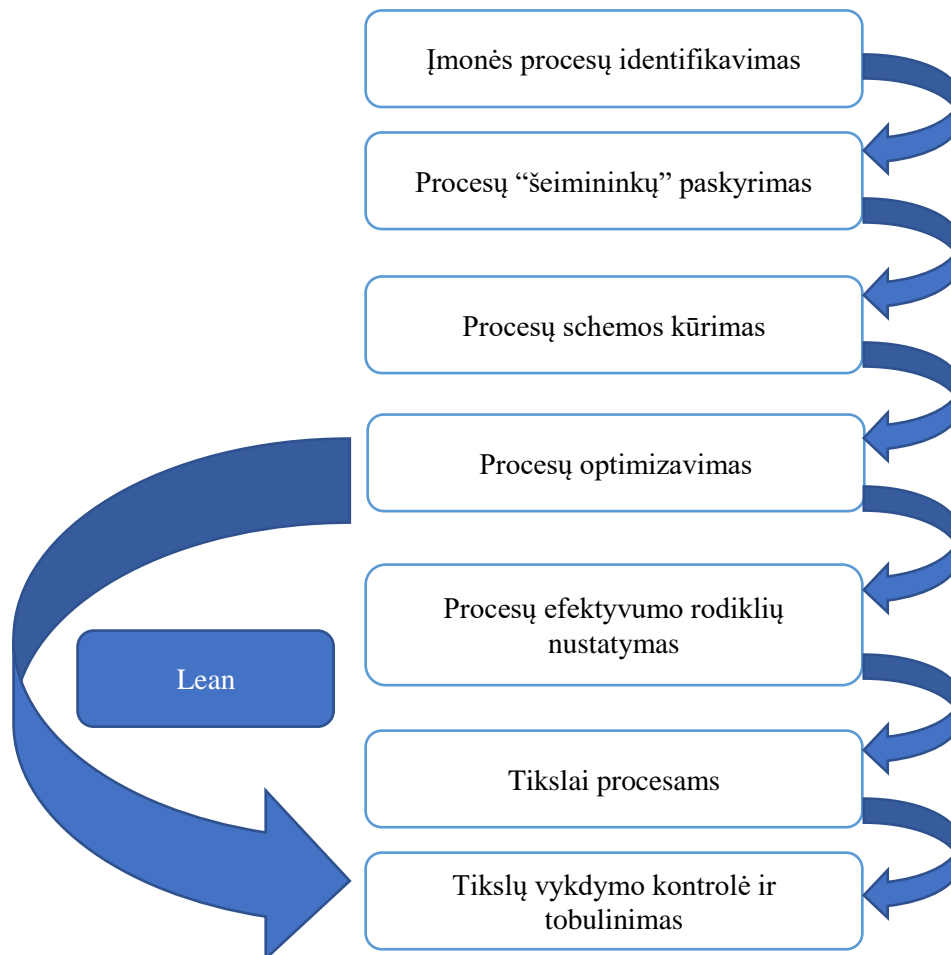 Įmonės procesų identifikavimas
Procesų “šeimininkų” paskyrimas
Procesų schemos kūrimas
Procesų optimizavimas
Procesų efektyvumo rodiklių
nustatymas
Lean
Tikslai procesams
Tikslų vykdymo kontrolė ir
tobulinimas